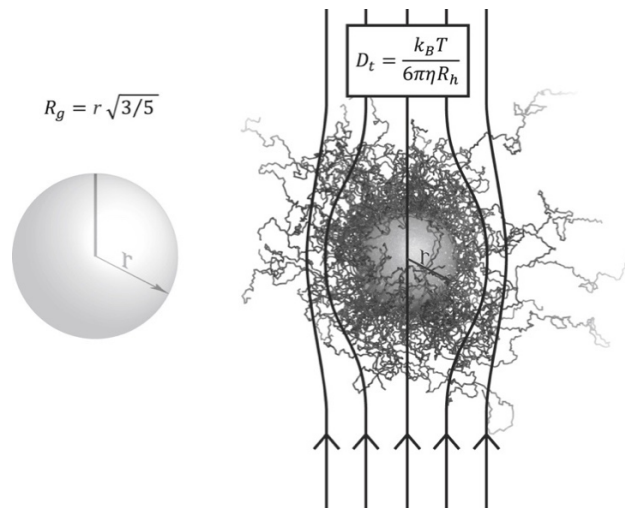 D_t = k_B T / 6πηR_h
R_g = r √3/5
r
r